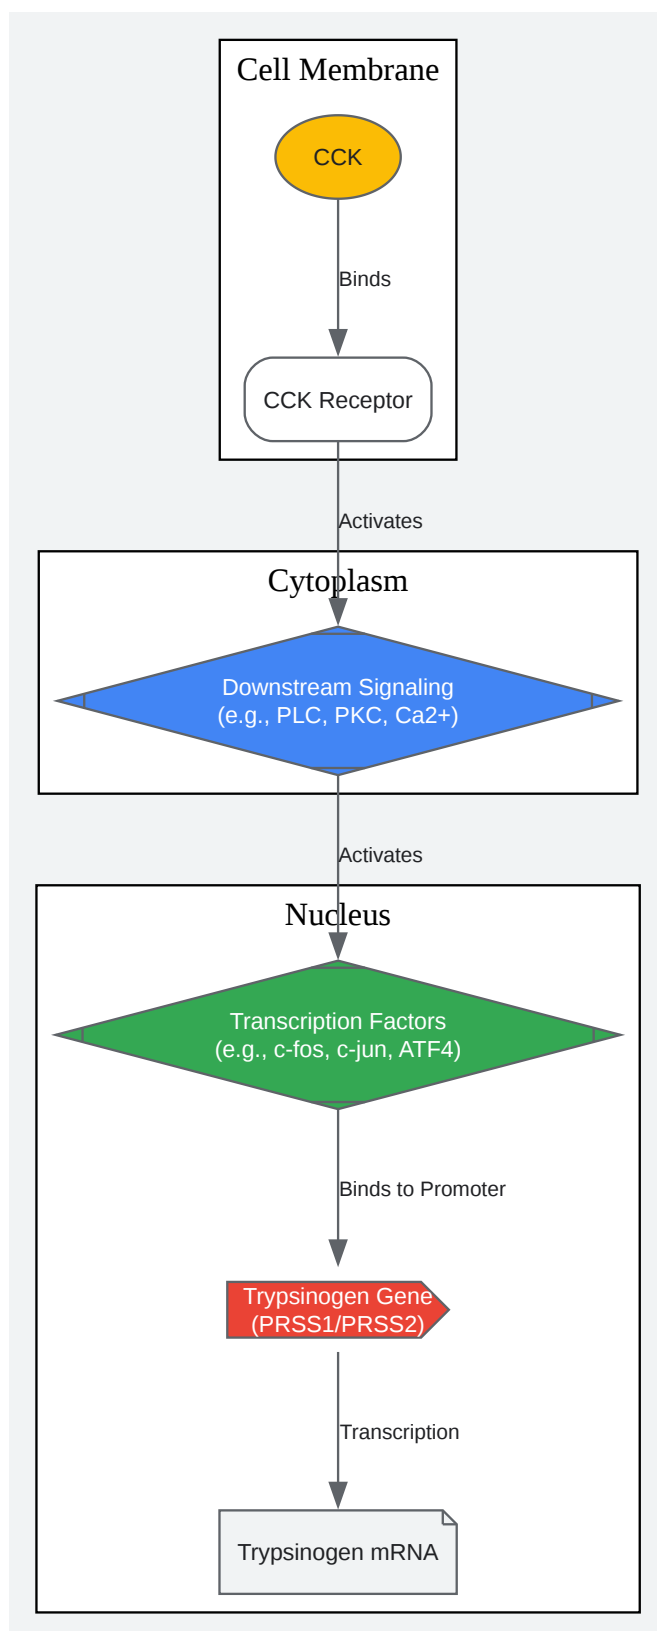 Cell Membrane
CCK
Binds
CCK Receptor
Activates
Cytoplasm
Downstream Signaling
(e.g., PLC, PKC, Ca2+)
Activates
Nucleus
Transcription Factors
(e.g., c-fos, c-jun, ATF4)
Binds to Promoter
Trypsinogen Gene
(PRSS1/PRSS2)
Transcription
Trypsinogen mRNA